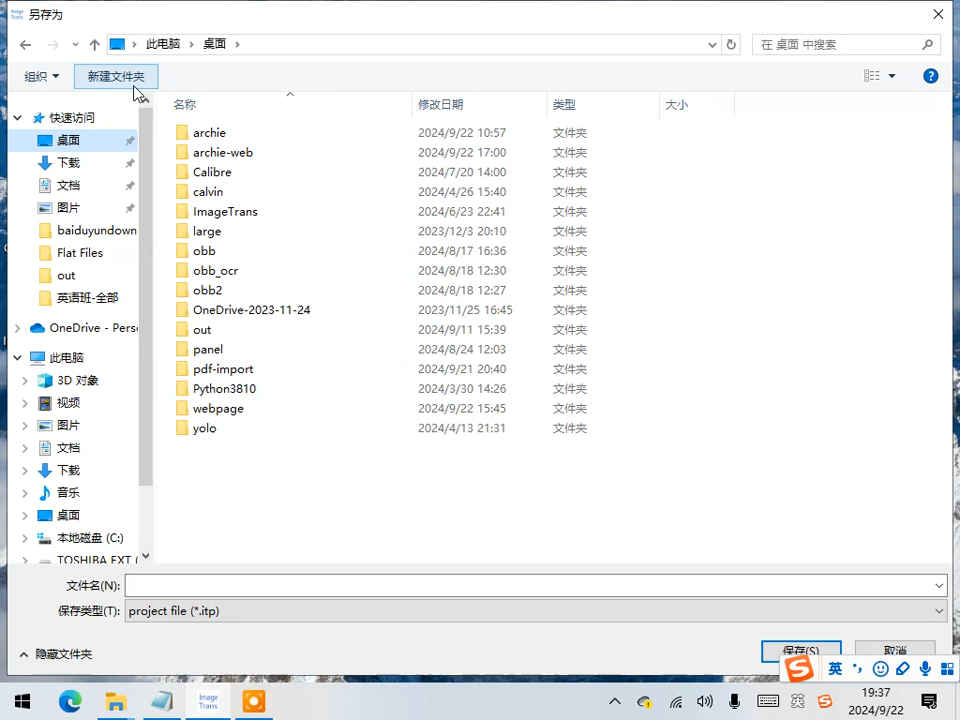 Image Trans 另存为
此电脑 桌面 在 桌面 中搜索
组织 新建文件夹
名称 修改日期 类型 大小
快速访问
桌面
下载
文档
图片
baiduyundown
Flat Files
out
英语班-全部
OneDrive - Pers
此电脑
3D 对象
视频
图片
文档
下载
音乐
桌面
本地磁盘 (C:)
TOSHIBA EXT (
archie 2024/9/22 10:57 文件夹
archie-web 2024/9/22 17:00 文件夹
Calibre 2024/7/20 14:00 文件夹
calvin 2024/4/26 15:40 文件夹
ImageTrans 2024/6/23 22:41 文件夹
large 2023/12/3 20:10 文件夹
obb 2024/8/17 16:36 文件夹
obb_ocr 2024/8/18 12:30 文件夹
obb2 2024/8/18 12:27 文件夹
OneDrive-2023-11-24 2023/11/25 16:45 文件夹
out 2024/9/11 15:39 文件夹
panel 2024/8/24 12:03 文件夹
pdf-import 2024/9/21 20:40 文件夹
Python3810 2024/3/30 14:26 文件夹
webpage 2024/9/22 15:45 文件夹
yolo 2024/4/13 21:31 文件夹
文件名(N):
保存类型(T): project file (*.itp)
隐藏文件夹 保存(S) 取消
英
Image Trans 英 19:37
2024/9/22